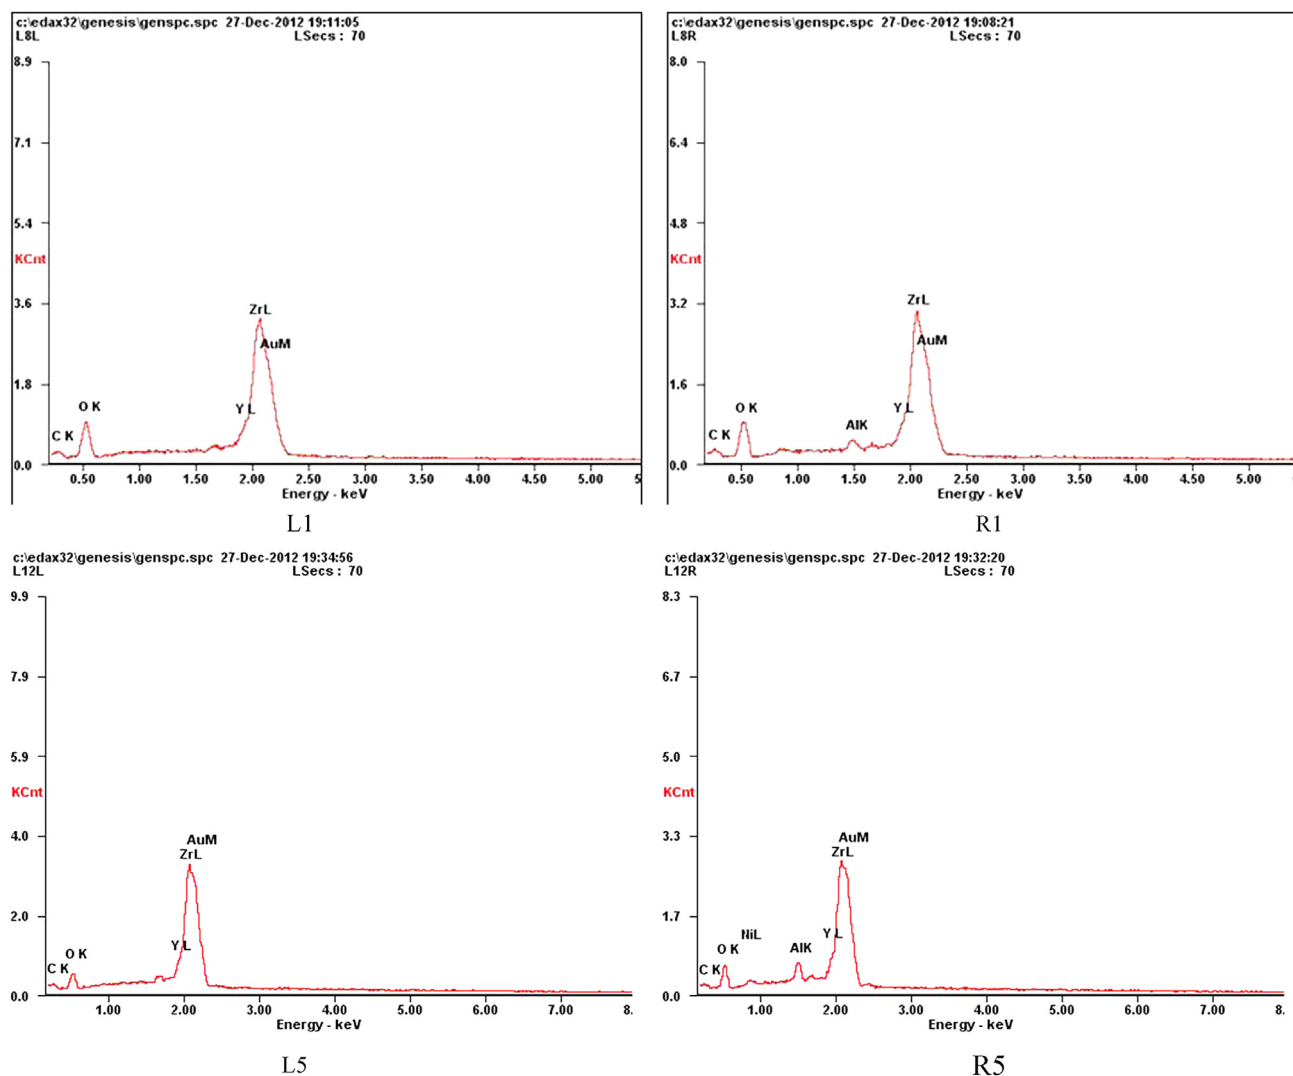 c:\edax32\genesis\genspc.spc 27-Dec-2012 19:11:05
L8L LSecs : 70
8.9
7.1
5.4
KCnt
3.6
1.8
0.0
ZrL
AuM
Y L
O K
C K
0.50 1.00 1.50 2.00 2.50 3.00 3.50 4.00 4.50 5.00 5
Energy - keV
L1
c:\edax32\genesis\genspc.spc 27-Dec-2012 19:08:21
L8R LSecs : 70
8.0
6.4
4.8
KCnt
3.2
1.6
0.0
ZrL
AuM
Y L
O K
AlK
C K
0.50 1.00 1.50 2.00 2.50 3.00 3.50 4.00 4.50 5.00
Energy - keV
R1
c:\edax32\genesis\genspc.spc 27-Dec-2012 19:34:56
L12L LSecs : 70
9.9
7.9
5.9
KCnt
4.0
2.0
0.0
AuM
ZrL
Y L
O K
C K
1.00 2.00 3.00 4.00 5.00 6.00 7.00 8.
Energy - keV
L5
c:\edax32\genesis\genspc.spc 27-Dec-2012 19:32:20
L12R LSecs : 70
8.3
6.7
5.0
KCnt
3.3
1.7
0.0
AuM
ZrL
Y L
NiL
O K
AlK
C K
1.00 2.00 3.00 4.00 5.00 6.00 7.00 8.
Energy - keV
R5